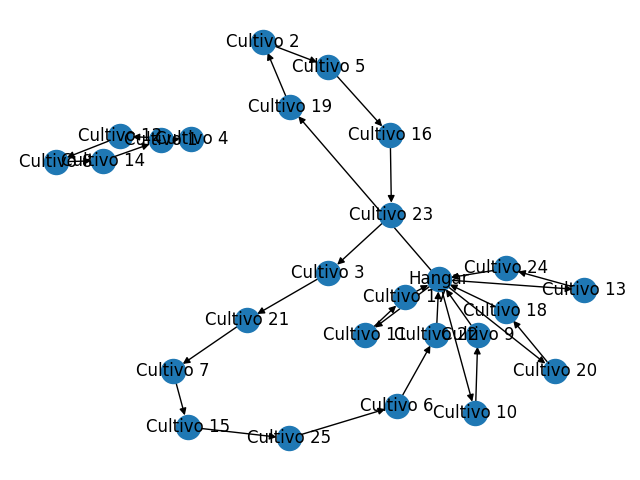 Cultivo 2
Cultivo 5
Cultivo 19
Cultivo 16
Cultivo 12
Cultivo 1
Cultivo 4
Cultivo 8
Cultivo 14
Cultivo 23
Cultivo 3
Hangar
Cultivo 24
Cultivo 13
Cultivo 17
Cultivo 18
Cultivo 21
Cultivo 11
Cultivo 22
Cultivo 9
Cultivo 7
Cultivo 20
Cultivo 6
Cultivo 10
Cultivo 15
Cultivo 25